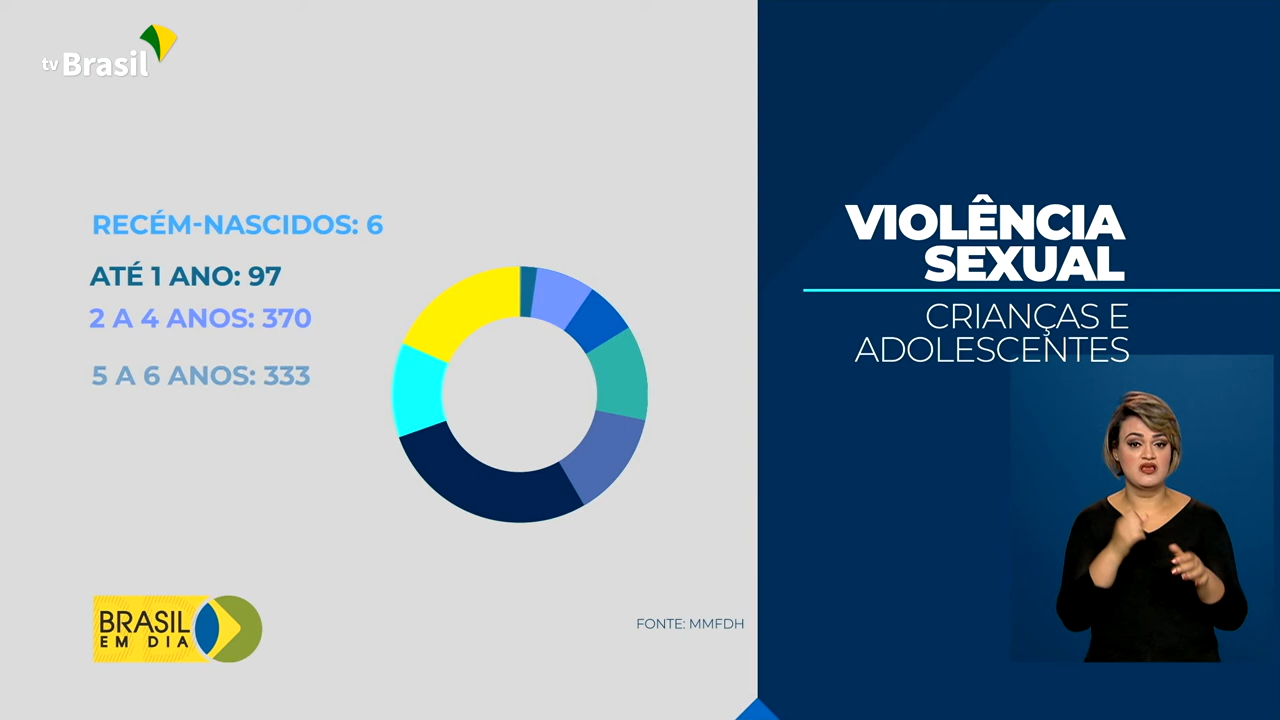 tv Brasil
RECÉM-NASCIDOS: 6
ATÉ 1 ANO: 97
2 A 4 ANOS: 370
5 A 6 ANOS: 333
VIOLÊNCIA
SEXUAL
CRIANÇAS E
ADOLESCENTES
BRASIL
EM DIA
FONTE: MMFDH